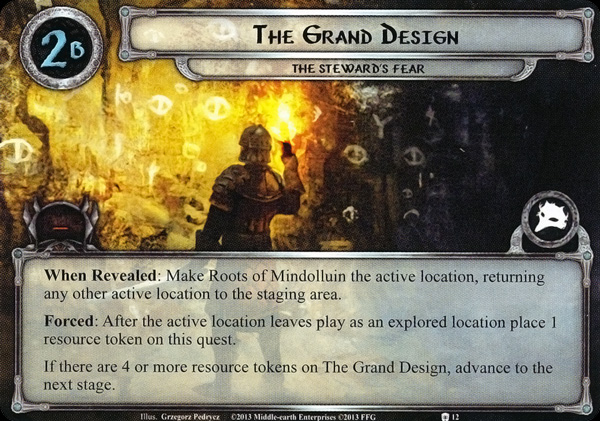 2B
THE GRAND DESIGN
THE STEWARD'S FEAR
When Revealed: Make Roots of Mindolluin the active location, returning
any other active location to the staging area.
Forced: After the active location leaves play as an explored location place 1
resource token on this quest.
If there are 4 or more resource tokens on The Grand Design, advance to the
next stage.
Illus. Grzegorz Pedrycz ©2013 Middle-earth Enterprises ©2013 FFG 12